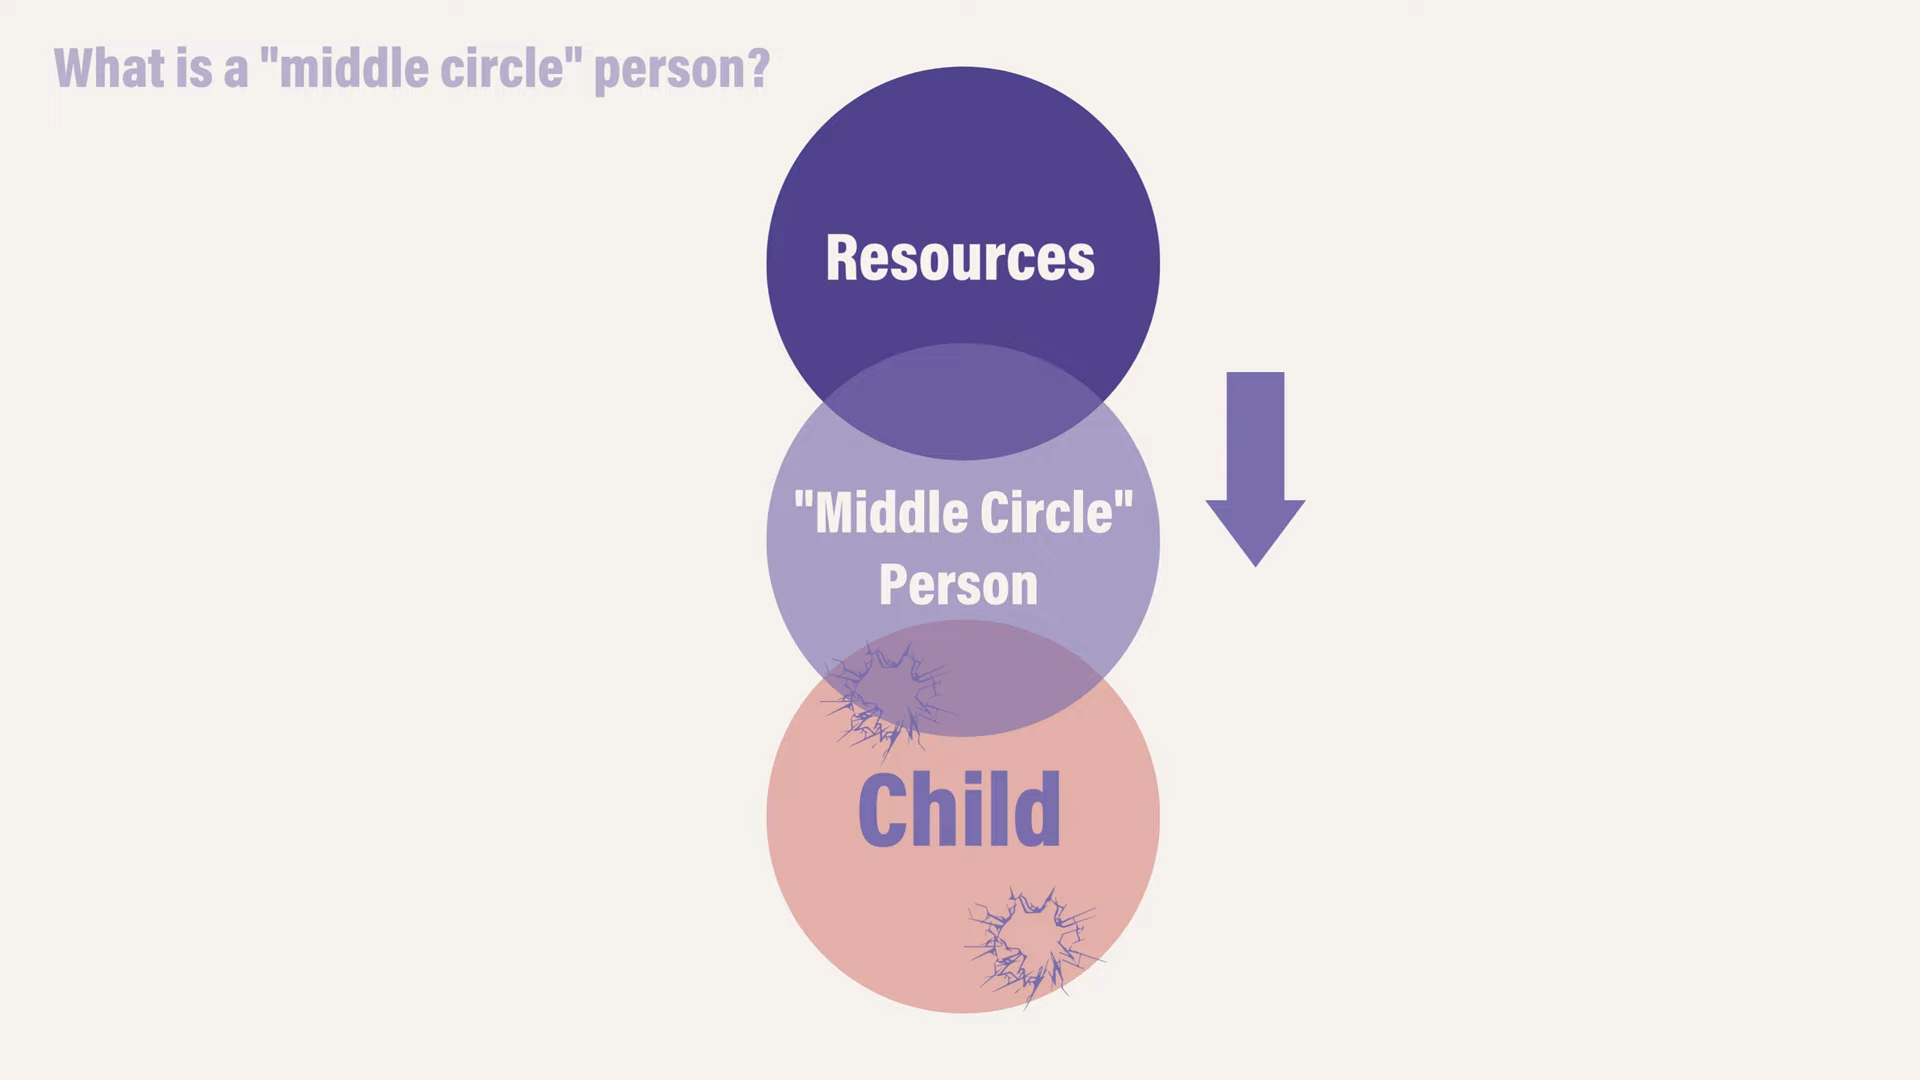 What is a "middle circle" person?
Resources
"Middle Circle"
Person
Child